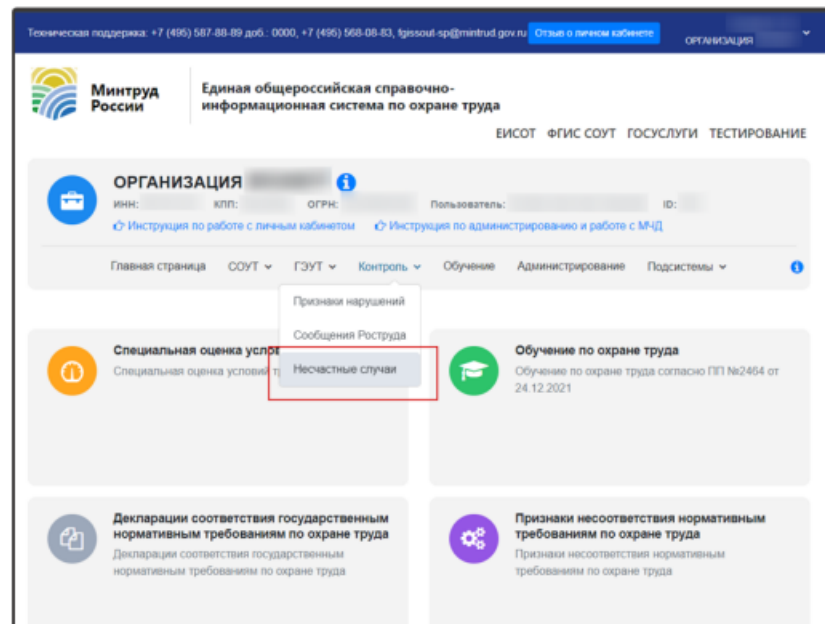 Техническая поддержка: +7 (495) 587-88-89 доб.: 0000, +7 (495) 568-08-83, fgissout-sp@mintrud.gov.ru Отзыв о личном кабинете
ОРГАНИЗАЦИЯ
Минтруд
России
Единая общероссийская справочно-
информационная система по охране труда
ЕИСОТ ФГИС СОУТ ГОСУСЛУГИ ТЕСТИРОВАНИЕ
ОРГАНИЗАЦИЯ
ИНН: КПП: ОГРН: Пользователь: ID:
Инструкция по работе с личным кабинетом Инструкция по администрированию и работе с МЧД
Главная страница СОУТ ГЭУТ Контроль Обучение Администрирование Подсистемы
Признаки нарушений
Сообщения Роструда
Несчастные случаи
Специальная оценка услов
Специальная оценка условий т
Обучение по охране труда
Обучение по охране труда согласно ПП №2464 от
24.12.2021
Декларации соответствия государственным
нормативным требованиям по охране труда
Декларации соответствия государственным
нормативным требованиям по охране труда
Признаки несоответствия нормативным
требованиям по охране труда
Признаки несоответствия нормативным
требованиям по охране труда